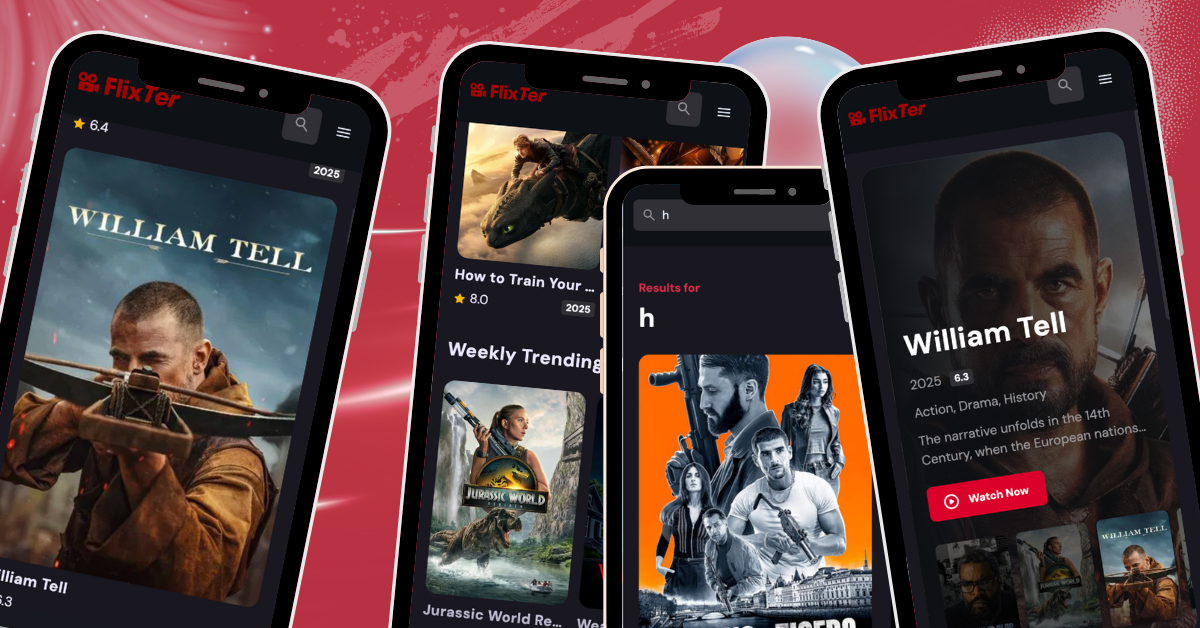 FlixTer
6.4
2025
WILLIAM TELL
lliam Tell
6.3
FlixTer
How to Train Your ...
8.0
2025
Weekly Trending
JURASSIC WORLD
Jurassic World Re...
h
Results for
h
TIGERS
FlixTer
William Tell
2025 6.3
Action, Drama, History
The narrative unfolds in the 14th
Century, when the European nations...
Watch Now
WILLIAM TELL